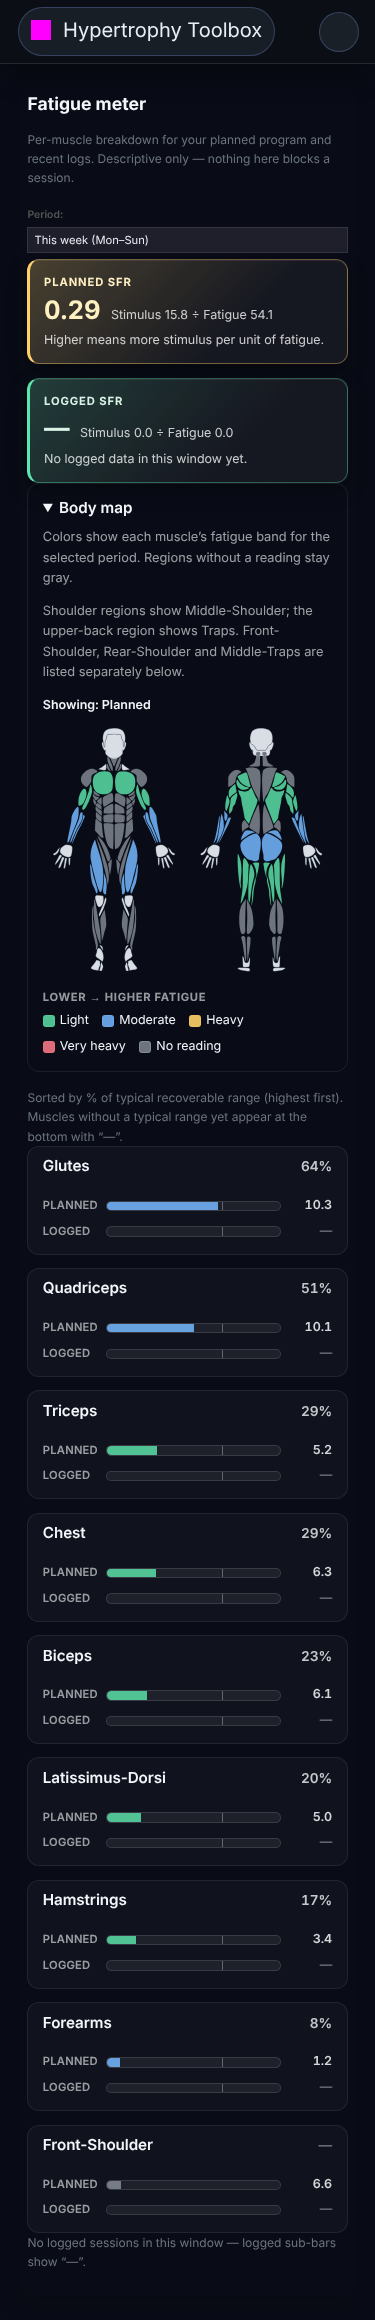 Hypertrophy Toolbox
Fatigue meter
Per-muscle breakdown for your planned program and
recent logs. Descriptive only — nothing here blocks a
session.
Period:
This week (Mon–Sun)
PLANNED SFR
0.29 Stimulus 15.8 ÷ Fatigue 54.1
Higher means more stimulus per unit of fatigue.
LOGGED SFR
— Stimulus 0.0 ÷ Fatigue 0.0
No logged data in this window yet.
▼ Body map
Colors show each muscle’s fatigue band for the
selected period. Regions without a reading stay
gray.
Shoulder regions show Middle-Shoulder; the
upper-back region shows Traps. Front-
Shoulder, Rear-Shoulder and Middle-Traps are
listed separately below.
Showing: Planned
LOWER → HIGHER FATIGUE
Light Moderate Heavy
Very heavy No reading
Sorted by % of typical recoverable range (highest first).
Muscles without a typical range yet appear at the
bottom with “—”.
Glutes 64%
PLANNED 10.3
LOGGED —
Quadriceps 51%
PLANNED 10.1
LOGGED —
Triceps 29%
PLANNED 5.2
LOGGED —
Chest 29%
PLANNED 6.3
LOGGED —
Biceps 23%
PLANNED 6.1
LOGGED —
Latissimus-Dorsi 20%
PLANNED 5.0
LOGGED —
Hamstrings 17%
PLANNED 3.4
LOGGED —
Forearms 8%
PLANNED 1.2
LOGGED —
Front-Shoulder —
PLANNED 6.6
LOGGED —
No logged sessions in this window — logged sub-bars
show “—”.